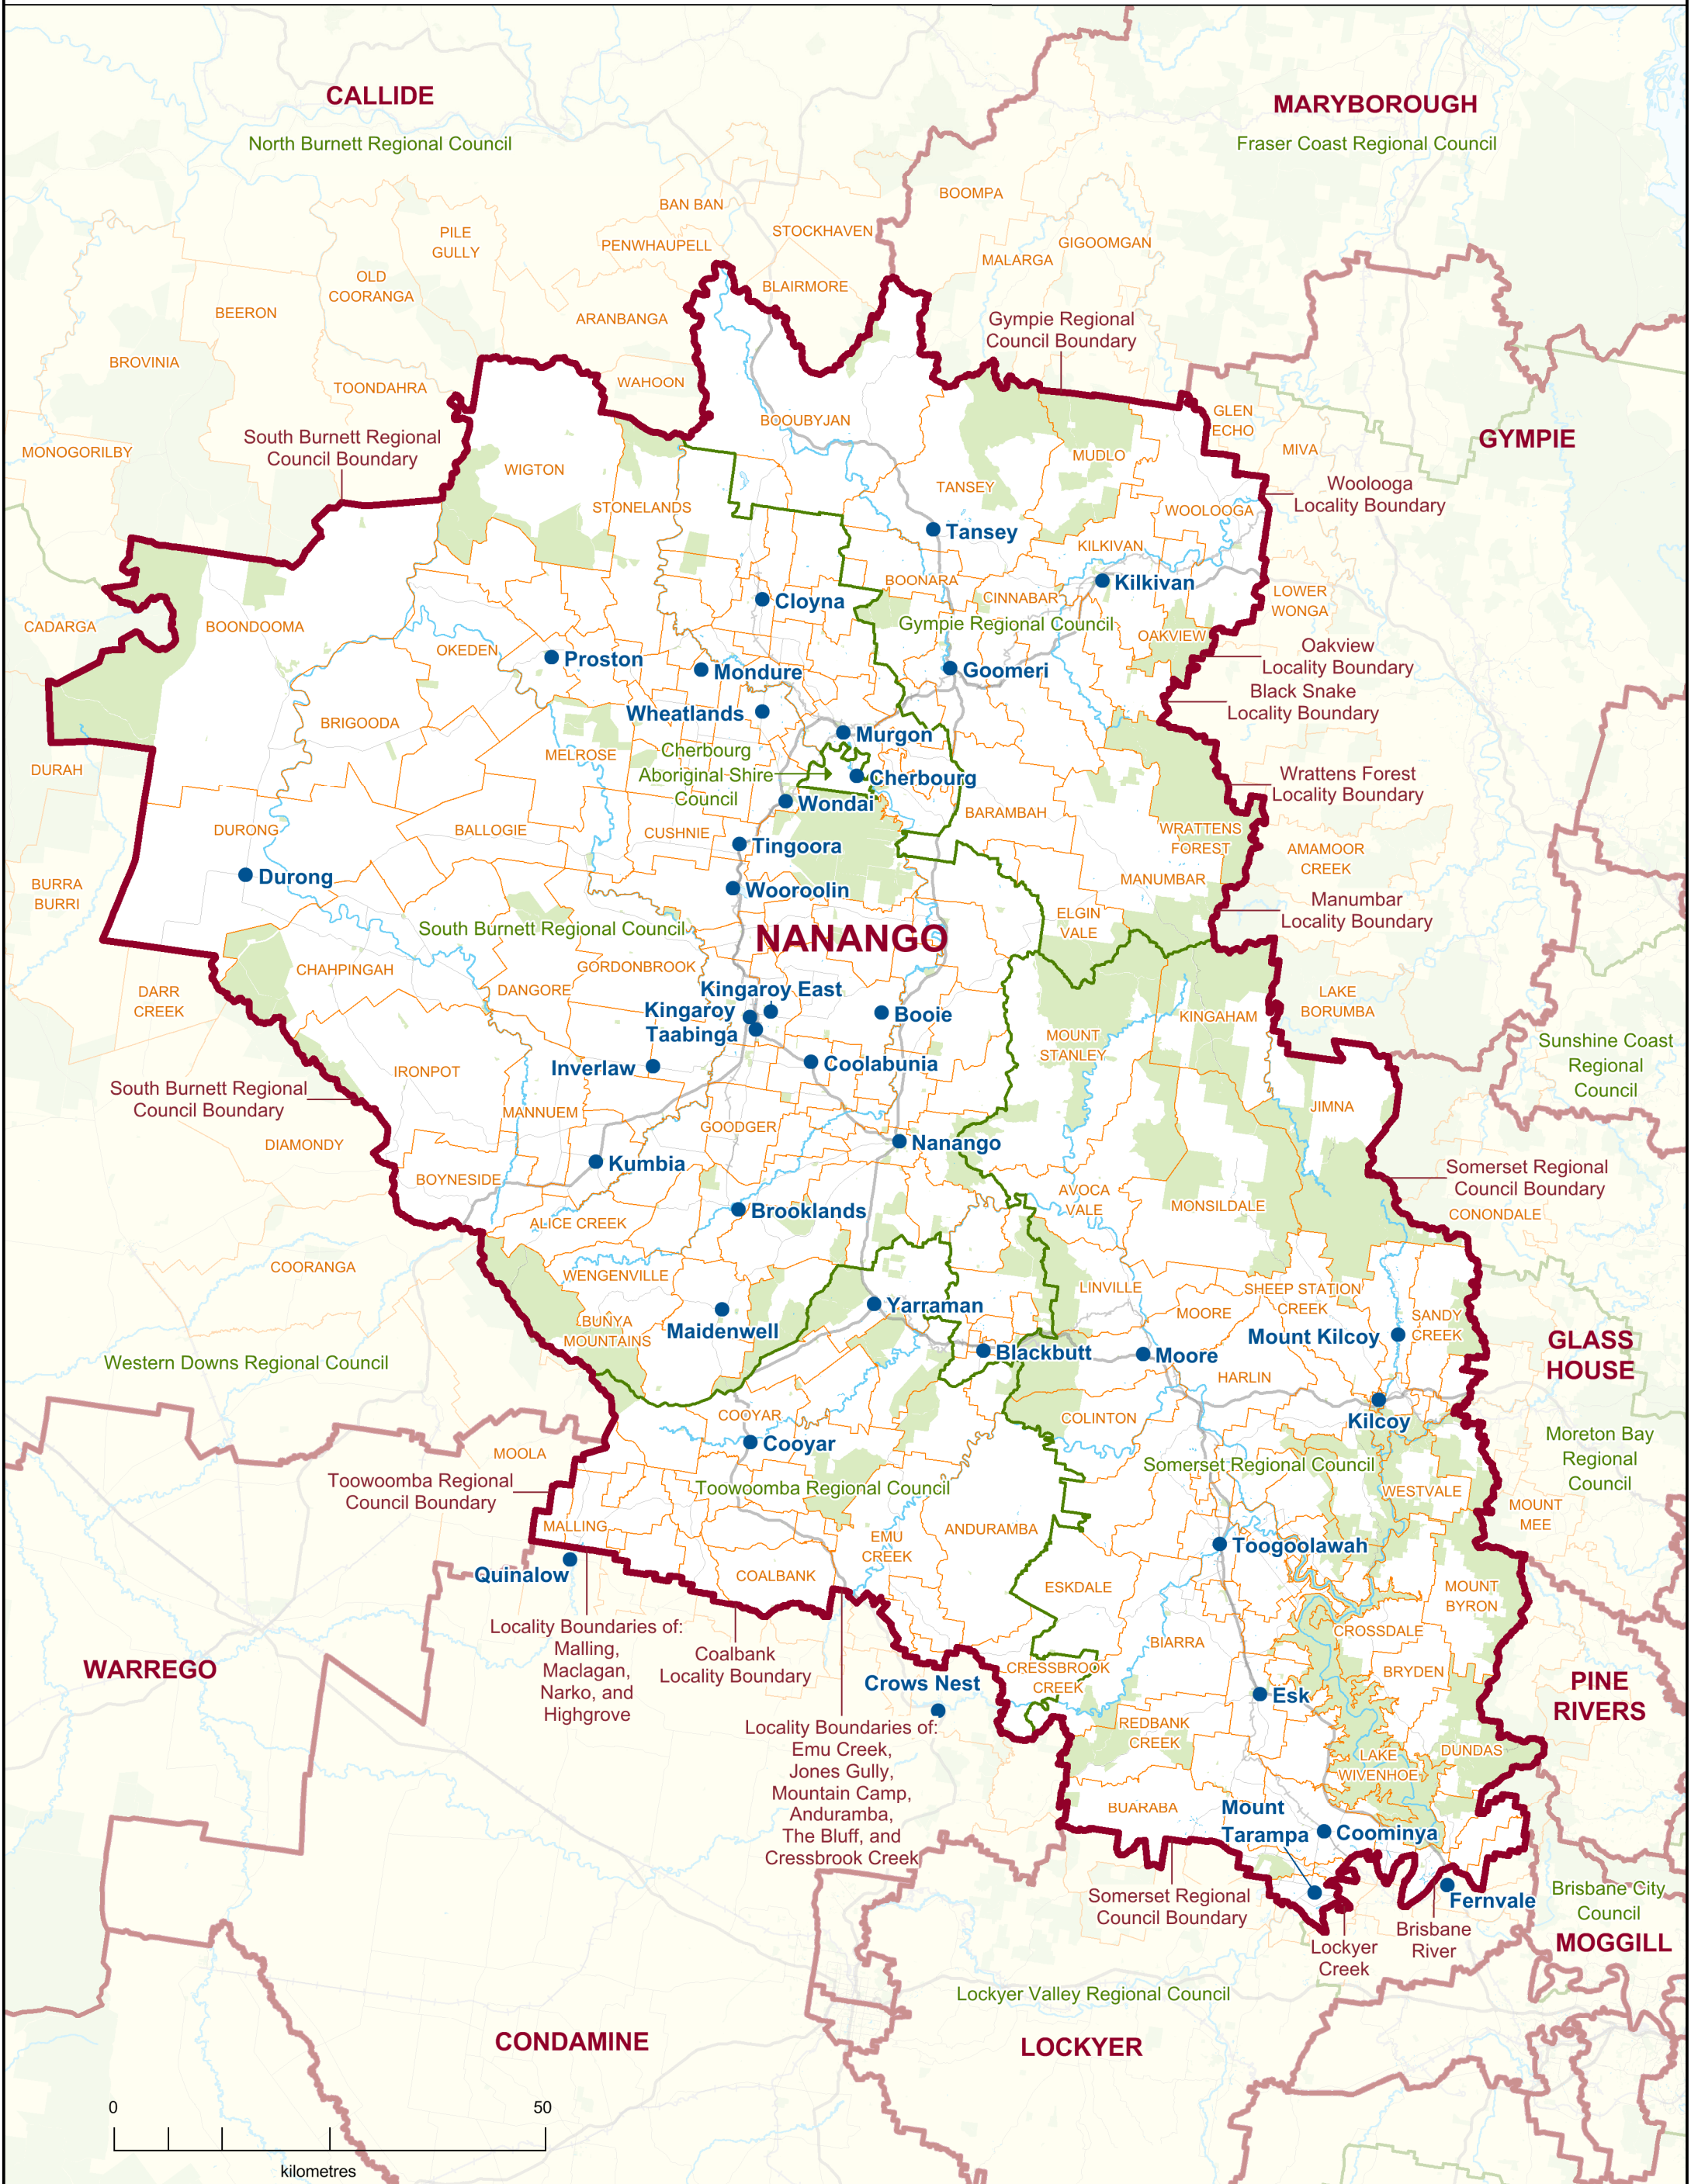 CALLIDE
North Burnett Regional Council
MARYBOROUGH
Fraser Coast Regional Council
BOOMPA
BAN BAN
STOCKHAVEN
PILE
GULLY
PENWHAUPELL
GIGOOMGAN
MALARGA
OLD
COORANGA
BLAIRMORE
BEERON
ARANBANGA
Gympie Regional
Council Boundary
BROVINIA
TOONDAHRA
WAHOON
GLEN
ECHO
BOOUBYJAN
GYMPIE
South Burnett Regional
Council Boundary
MONOGORILBY
MIVA
MUDLO
WIGTON
TANSEY
Woolooga
Locality Boundary
STONELANDS
WOOLOOGA
Tansey
KILKIVAN
BOONARA
Kilkivan
CINNABAR
LOWER
WONGA
Cloyna
Gympie Regional Council
CADARGA
BOONDOOMA
OAKVIEW
OKEDEN
Oakview
Locality Boundary
Proston
Mondure
Goomeri
Black Snake
Locality Boundary
Wheatlands
BRIGOODA
Murgon
MELROSE
Cherbourg
Aboriginal Shire
Council
DURAH
Cherbourg
Wrattens Forest
Locality Boundary
Wondai
BARAMBAH
DURONG
BALLOGIE
CUSHNIE
WRATTENS
FOREST
Tingoora
AMAMOOR
CREEK
Durong
Wooroolin
MANUMBAR
BURRA
BURRI
Manumbar
Locality Boundary
ELGIN
VALE
South Burnett Regional Council
NANANGO
CHAHPINGAH
GORDONBROOK
DANGORE
Kingaroy East
DARR
CREEK
LAKE
BORUMBA
Kingaroy
Booie
KINGAHAM
Taabinga
MOUNT
STANLEY
Sunshine Coast
Regional
Council
Inverlaw
Coolabunia
IRONPOT
South Burnett Regional
Council Boundary
MANNUEM
JIMNA
GOODGER
DIAMONDY
Nanango
Kumbia
Somerset Regional
Council Boundary
BOYNESIDE
AVOCA
VALE
MONSILDALE
Brooklands
ALICE CREEK
CONONDALE
COORANGA
WENGENVILLE
LINVILLE
SHEEP STATION
CREEK
Yarraman
MOORE
BUNYA
MOUNTAINS
Maidenwell
SANDY
CREEK
Mount Kilcoy
GLASS
HOUSE
Western Downs Regional Council
Blackbutt
Moore
HARLIN
COOYAR
COLINTON
Kilcoy
Cooyar
MOOLA
Moreton Bay
Regional
Council
Somerset Regional Council
Toowoomba Regional
Council Boundary
Toowoomba Regional Council
WESTVALE
MOUNT
MEE
MALLING
ANDURAMBA
EMU
CREEK
Toogoolawah
Quinalow
COALBANK
ESKDALE
MOUNT
BYRON
Locality Boundaries of:
Malling,
Maclagan,
Narko, and
Highgrove
Coalbank
Locality Boundary
CROSSDALE
BIARRA
WARREGO
CRESSBROOK
CREEK
BRYDEN
Crows Nest
PINE
RIVERS
Esk
Locality Boundaries of:
Emu Creek,
Jones Gully,
Mountain Camp,
Anduramba,
The Bluff, and
Cressbrook Creek
REDBANK
CREEK
DUNDAS
LAKE
WIVENHOE
BUARABA
Mount
Tarampa
Coominya
Somerset Regional
Council Boundary
Fernvale
Brisbane City
Council
Brisbane
River
MOGGILL
Lockyer
Creek
Lockyer Valley Regional Council
CONDAMINE
LOCKYER
0 50
kilometres